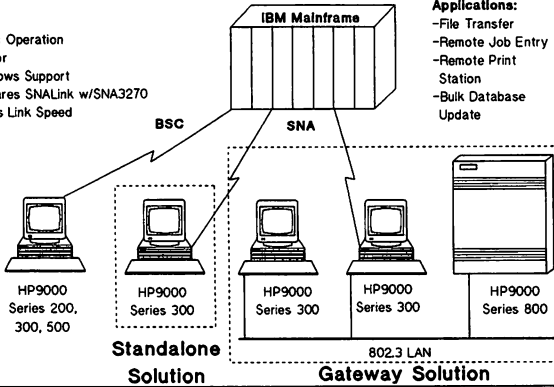 Operation
ows Support
res SNALink w/SNA3270
s Link Speed
IBM Mainframe
Applications:
-File Transfer
-Remote Job Entry
-Remote Print
Station
-Bulk Database
Update
BSC
SNA
HP9000
Series 200,
300, 500
HP9000
Series 300
HP9000
Series 300
HP9000
Series 300
HP9000
Series 800
802.3 LAN
Standalone
Solution
Gateway Solution